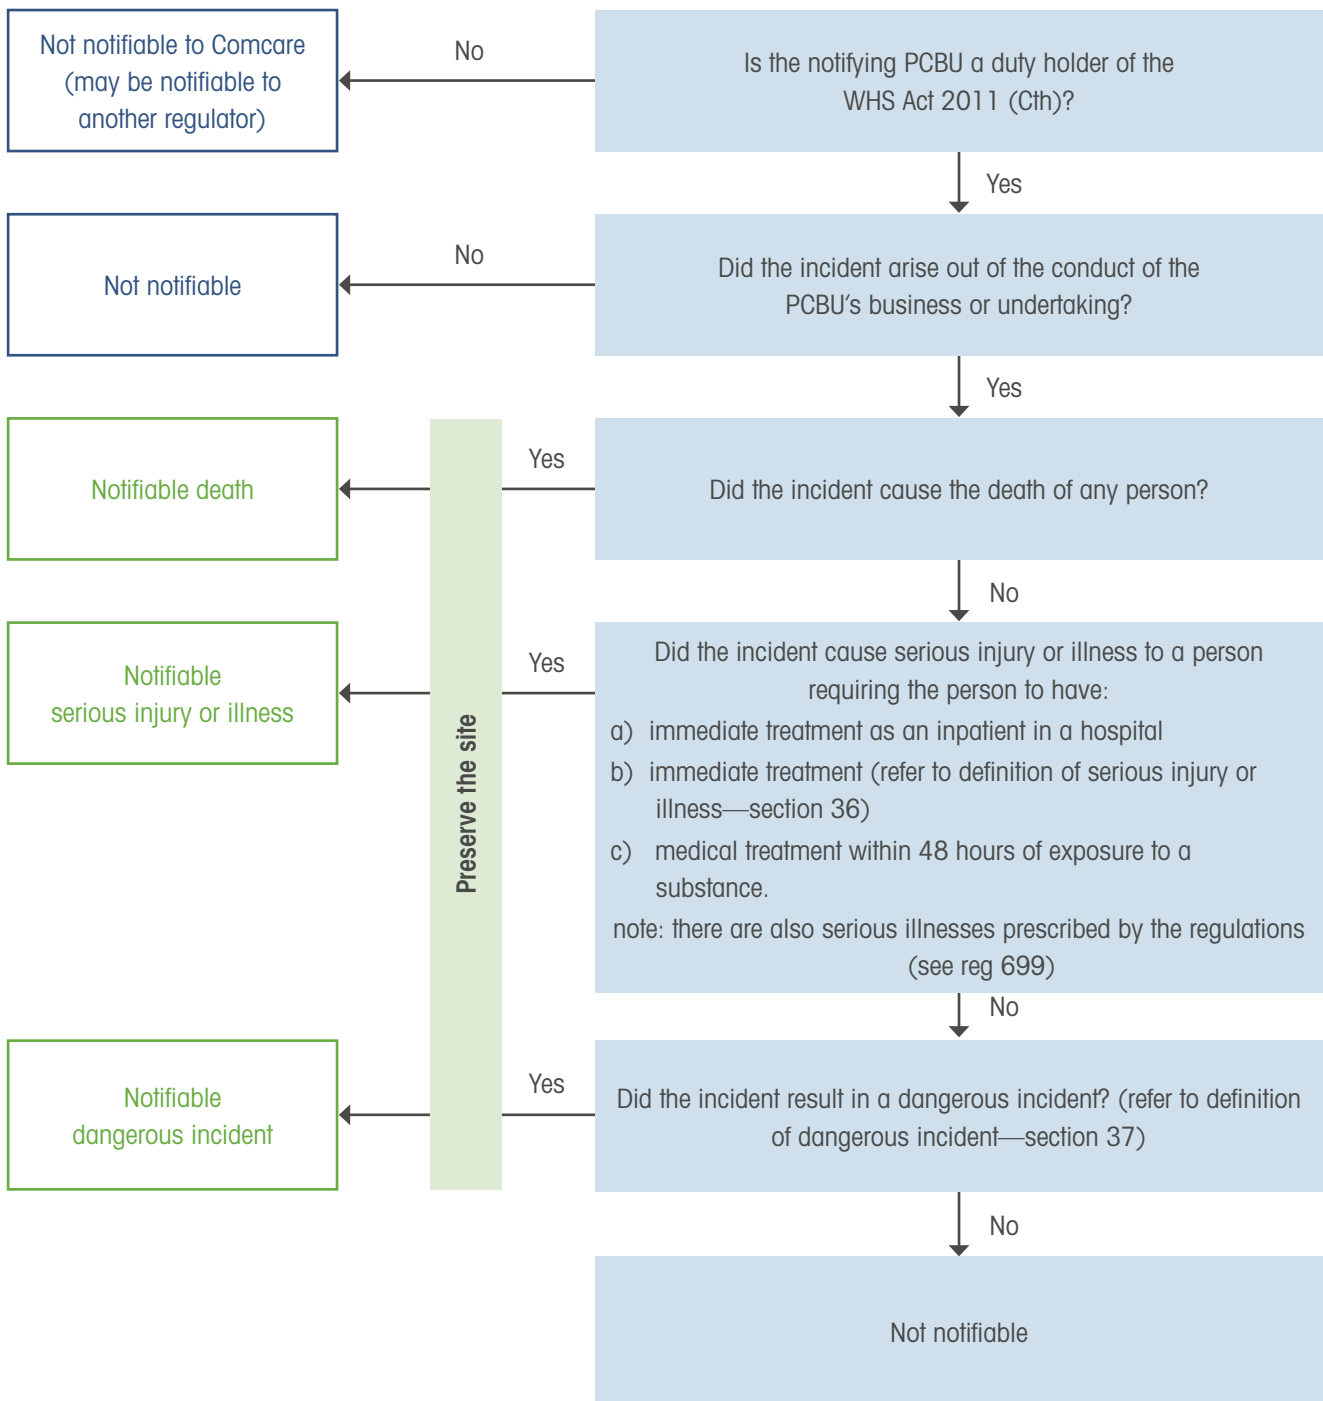 Not notifiable to Comcare
(may be notifiable to
another regulator)
No
Is the notifying PCBU a duty holder of the
WHS Act 2011 (Cth)?
Yes
Not notifiable
No
Did the incident arise out of the conduct of the
PCBU’s business or undertaking?
Yes
Notifiable death
Yes
Did the incident cause the death of any person?
No
Notifiable
serious injury or illness
Yes
Preserve the site
Did the incident cause serious injury or illness to a person
requiring the person to have:
a) immediate treatment as an inpatient in a hospital
b) immediate treatment (refer to definition of serious injury or
illness—section 36)
c) medical treatment within 48 hours of exposure to a
substance.
note: there are also serious illnesses prescribed by the regulations
(see reg 699)
No
Notifiable
dangerous incident
Yes
Did the incident result in a dangerous incident? (refer to definition
of dangerous incident—section 37)
No
Not notifiable